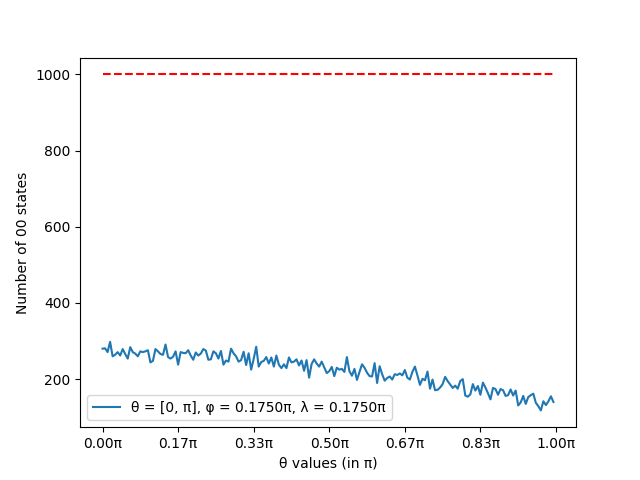 Number of 00 states
1000
800
600
400
200
θ = [0, π], φ = 0.1750π, λ = 0.1750π
0.00π 0.17π 0.33π 0.50π 0.67π 0.83π 1.00π
θ values (in π)